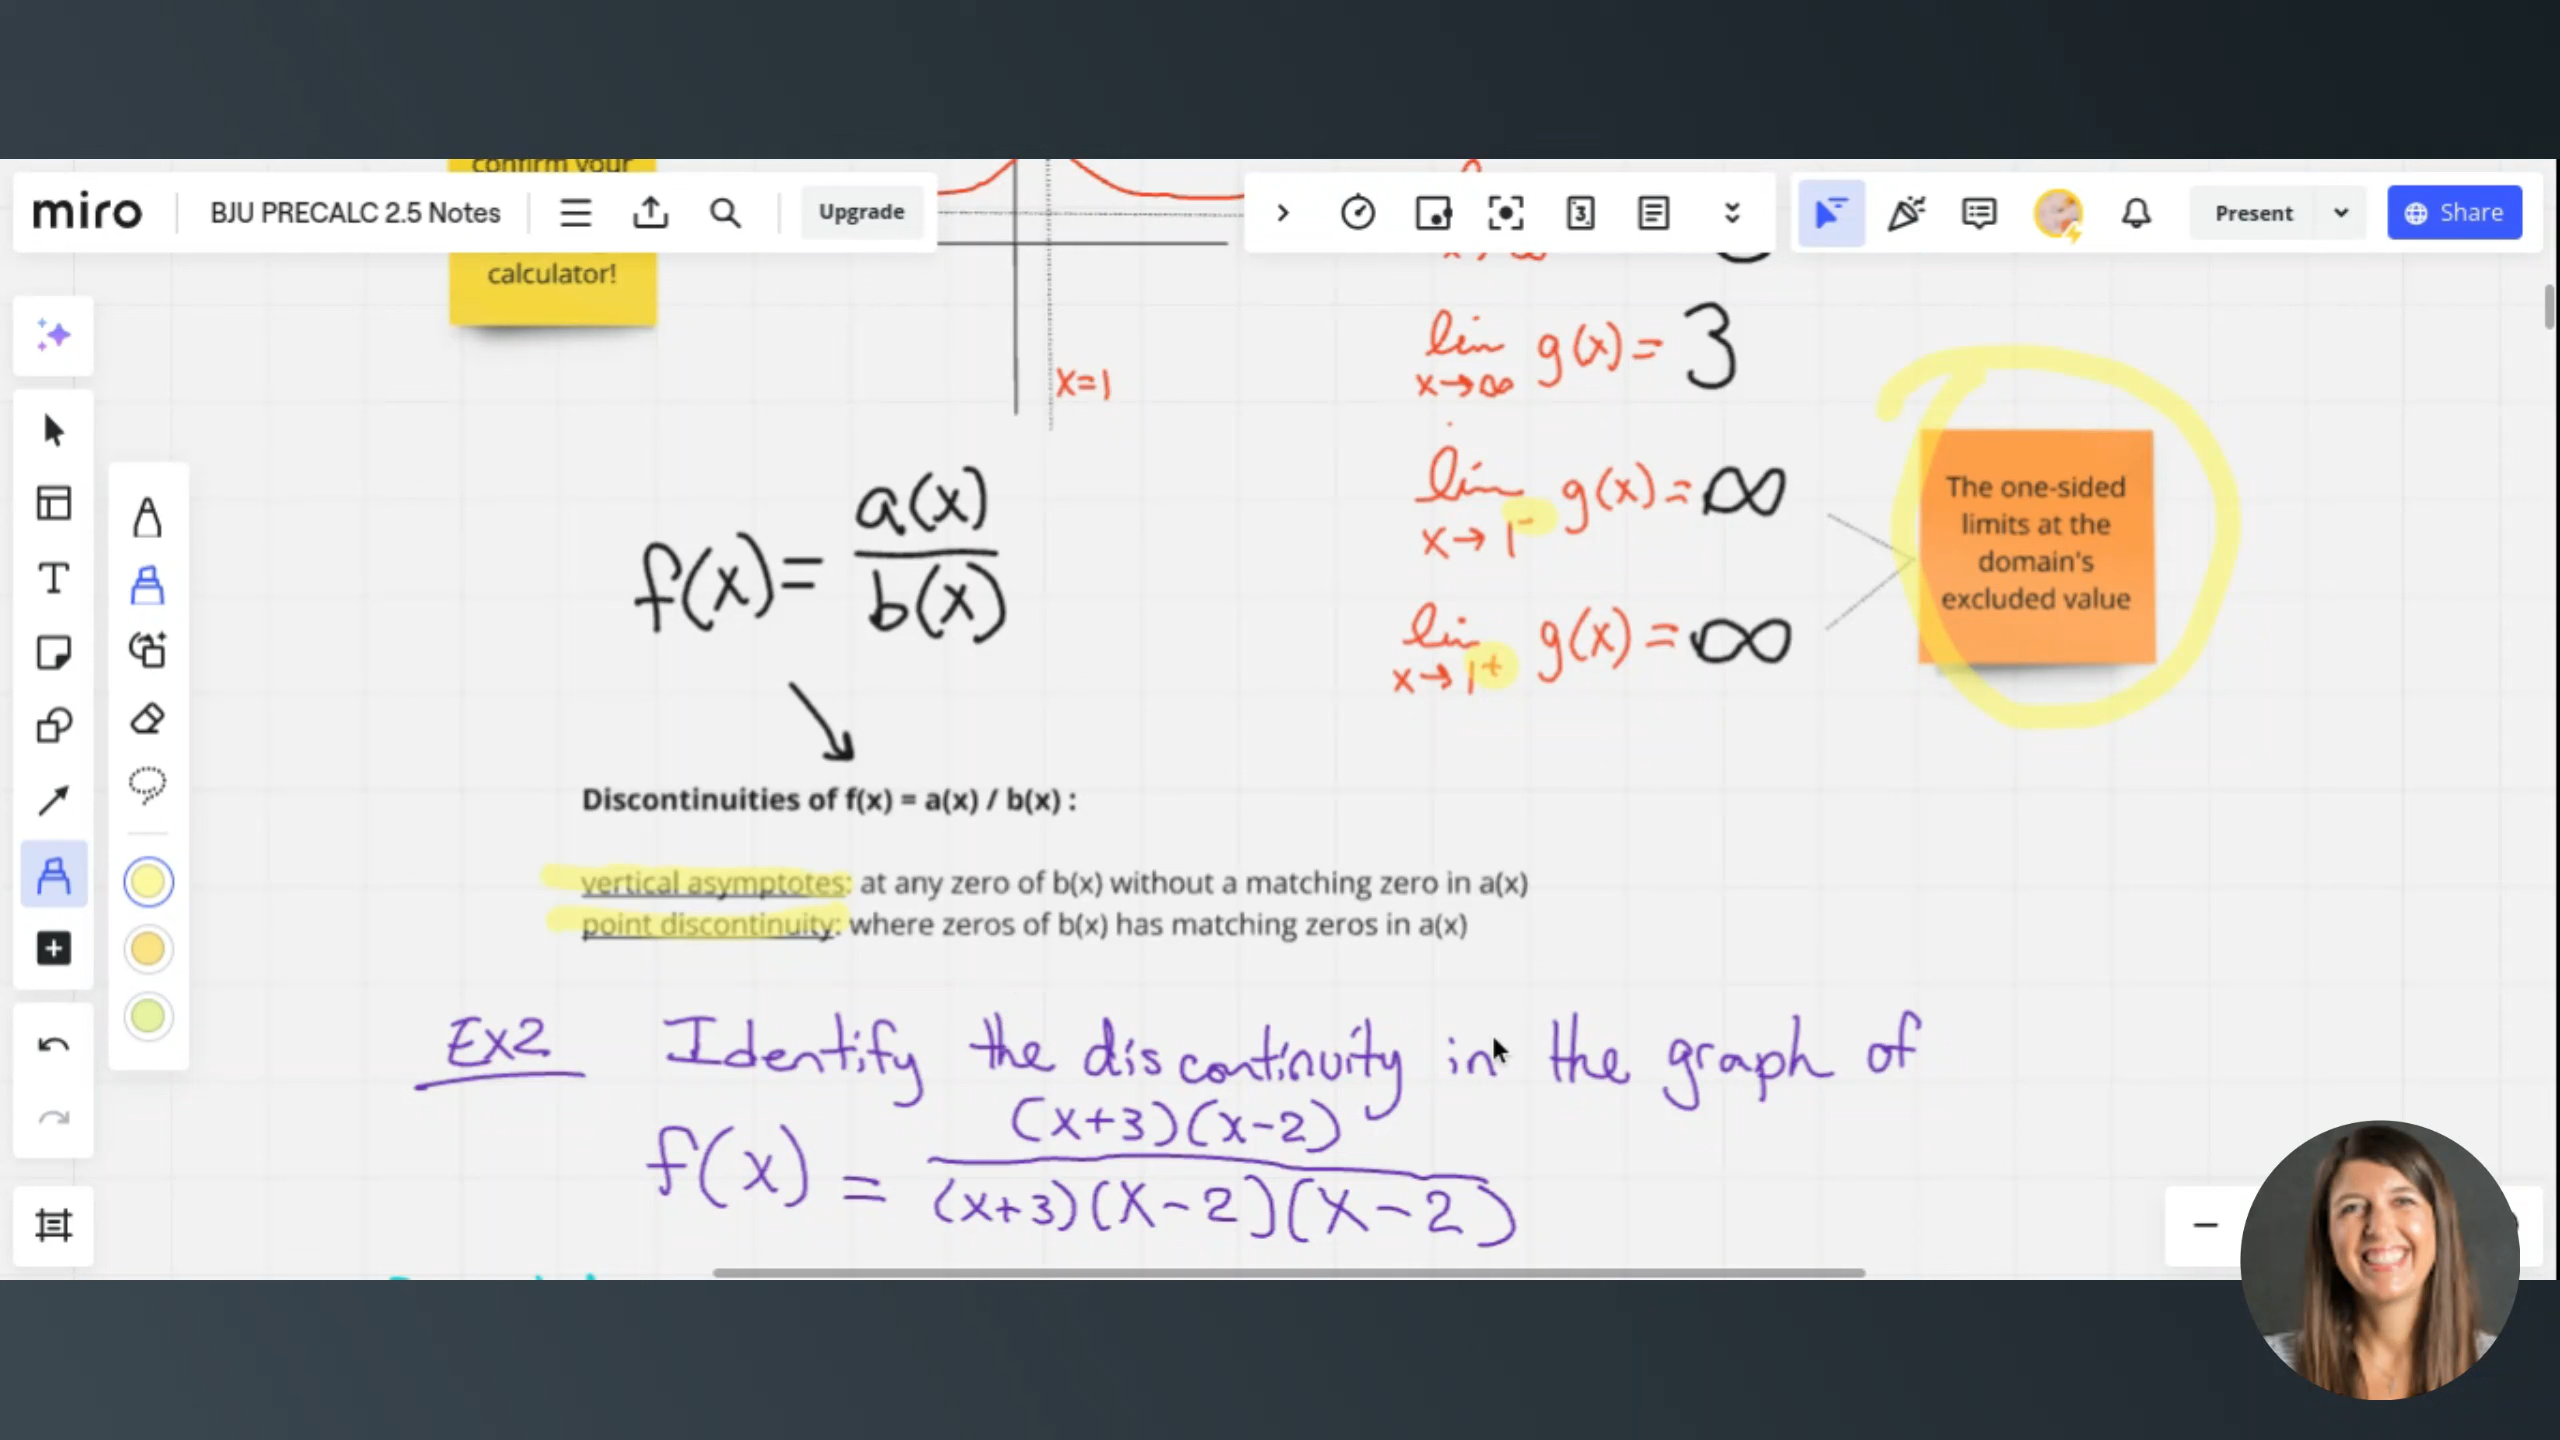 confirm your
miro
BJU PRECALC 2.5 Notes
Upgrade
3
Present
Share
calculator!
x=1
lim g(x) = 3
x→∞
lim g(x) = ∞
x→1⁻
lim g(x) = ∞
x→1⁺
The one-sided
limits at the
domain's
excluded value
f(x) = a(x)
b(x)
Discontinuities of f(x) = a(x) / b(x) :
vertical asymptotes: at any zero of b(x) without a matching zero in a(x)
point discontinuity: where zeros of b(x) has matching zeros in a(x)
Ex2 Identify the discontinuity in the graph of
f(x) = (x+3)(x-2)
(x+3)(x-2)(x-2)